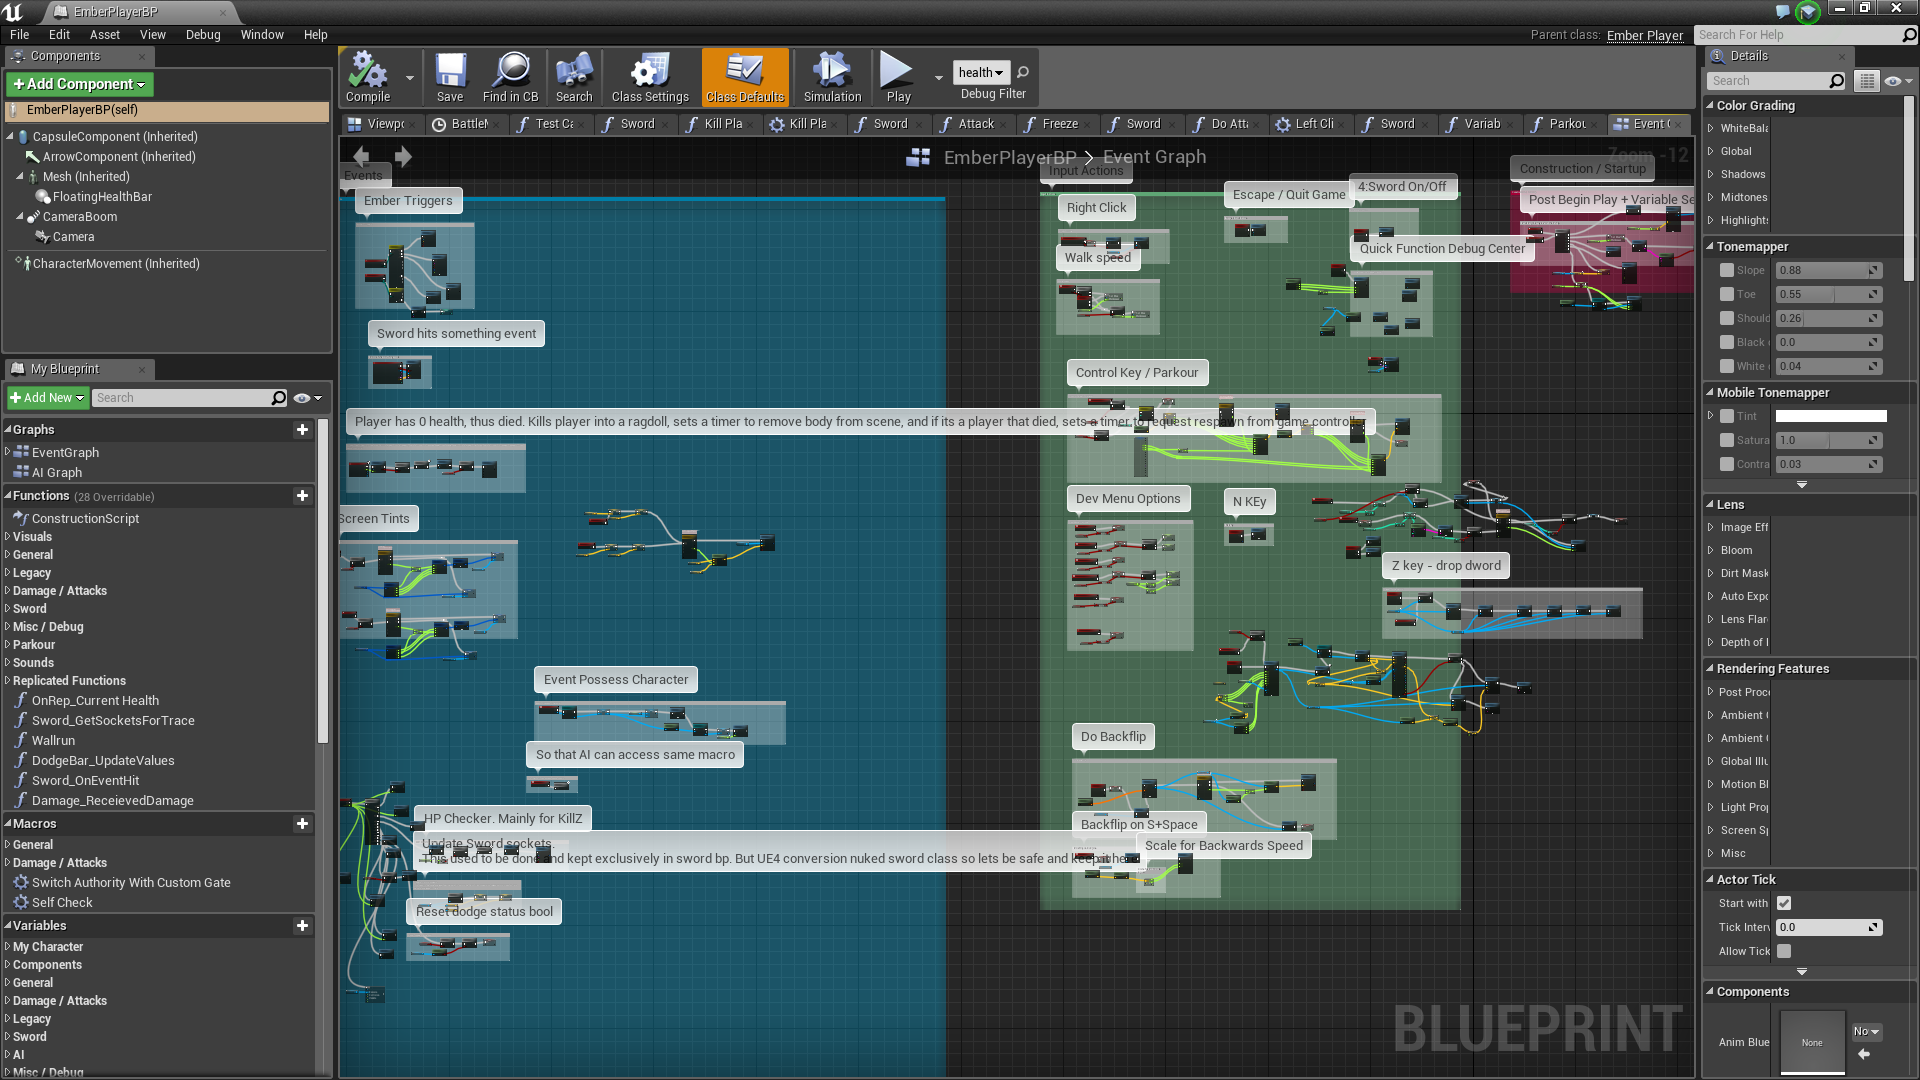 EmberPlayerBP
File Edit Asset View Debug Window Help
Parent class: Ember Player
Search For Help
Components
Add Component
EmberPlayerBP(self)
CapsuleComponent (Inherited)
ArrowComponent (Inherited)
Mesh (Inherited)
FloatingHealthBar
CameraBoom
Camera
CharacterMovement (Inherited)
My Blueprint
Add New
Search
Graphs
EventGraph
AI Graph
Functions (28 Overridable)
ConstructionScript
Visuals
General
Legacy
Damage / Attacks
Sword
Misc / Debug
Parkour
Sounds
Replicated Functions
OnRep_Current Health
Sword_GetSocketsForTrace
Wallrun
DodgeBar_UpdateValues
Sword_OnEventHit
Damage_ReceievedDamage
Macros
General
Damage / Attacks
Switch Authority With Custom Gate
Self Check
Variables
My Character
Components
General
Damage / Attacks
Legacy
Sword
AI
Misc / Debug
Compile
Save
Find in CB
Search
Class Settings
Class Defaults
Simulation
Play
health
Debug Filter
Viewpo
BattleM
Test Ca
Sword
Kill Pla
Kill Pla
Sword
Attack
Freeze
Sword
Do Atta
Left Cli
Sword
Variab
Parkou
Event G
EmberPlayerBP > Event Graph
Zoom -12
Events
Ember Triggers
Sword hits something event
Player has 0 health, thus died. Kills player into a ragdoll, sets a timer to remove body from scene, and if its a player that died, sets a timer to request respawn from game controll
Screen Tints
Event Possess Character
So that AI can access same macro
HP Checker. Mainly for KillZ
Update Sword sockets.
This used to be done and kept exclusively in sword bp. But UE4 conversion nuked sword class so lets be safe and keep it he
Reset dodge status bool
Input Actions
Right Click
Walk speed
Escape / Quit Game
4:Sword On/Off
Quick Function Debug Center
Control Key / Parkour
Dev Menu Options
N KEy
Z key - drop dword
Do Backflip
Backflip on S+Space
Scale for Backwards Speed
Construction / Startup
Post Begin Play + Variable Se
BLUEPRINT
Details
Search
Color Grading
WhiteBala
Global
Shadows
Midtones
Highlights
Tonemapper
Slope 0.88
Toe 0.55
Should 0.26
Black 0.0
White 0.04
Mobile Tonemapper
Tint
Satura 1.0
Contra 0.03
Lens
Image Eff
Bloom
Dirt Mask
Auto Expo
Lens Flar
Depth of
Rendering Features
Post Proc
Ambient
Ambient
Global Illu
Motion Bl
Light Prop
Screen Sp
Misc
Actor Tick
Start with
Tick Interv 0.0
Allow Tick
Components
Anim Blue
None
No